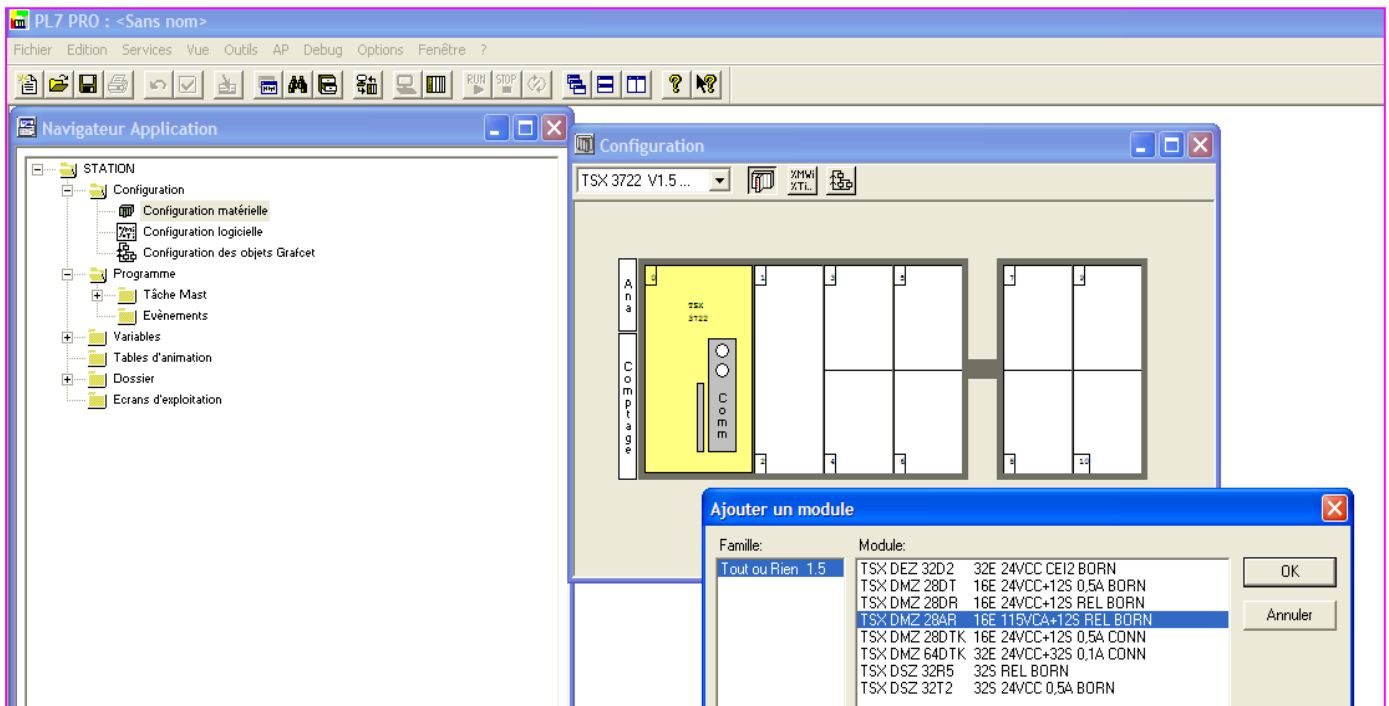 PL7 PRO : <Sans nom>
Fichier Edition Services Vue Outils AP Debug Options Fenêtre ?
RUN STOP
Navigateur Application
STATION
Configuration
Configuration matérielle
Configuration logicielle
Configuration des objets Grafcet
Programme
Tâche Mast
Evènements
Variables
Tables d'animation
Dossier
Ecrans d'exploitation
Configuration
TSX 3722 V1.5 ...
%MWi
%Ti..
Ana
Comptage
0
TSX
3722
Comm
1 3 5 7 9
2 4 6 8 10
Ajouter un module
Famille:
Tout ou Rien 1.5
Module:
TSX DEZ 32D2 32E 24VCC CEI2 BORN
TSX DMZ 28DT 16E 24VCC+12S 0,5A BORN
TSX DMZ 28DR 16E 24VCC+12S REL BORN
TSX DMZ 28AR 16E 115VCA+12S REL BORN
TSX DMZ 28DTK 16E 24VCC+12S 0,5A CONN
TSX DMZ 64DTK 32E 24VCC+32S 0,1A CONN
TSX DSZ 32R5 32S REL BORN
TSX DSZ 32T2 32S 24VCC 0,5A BORN
OK
Annuler